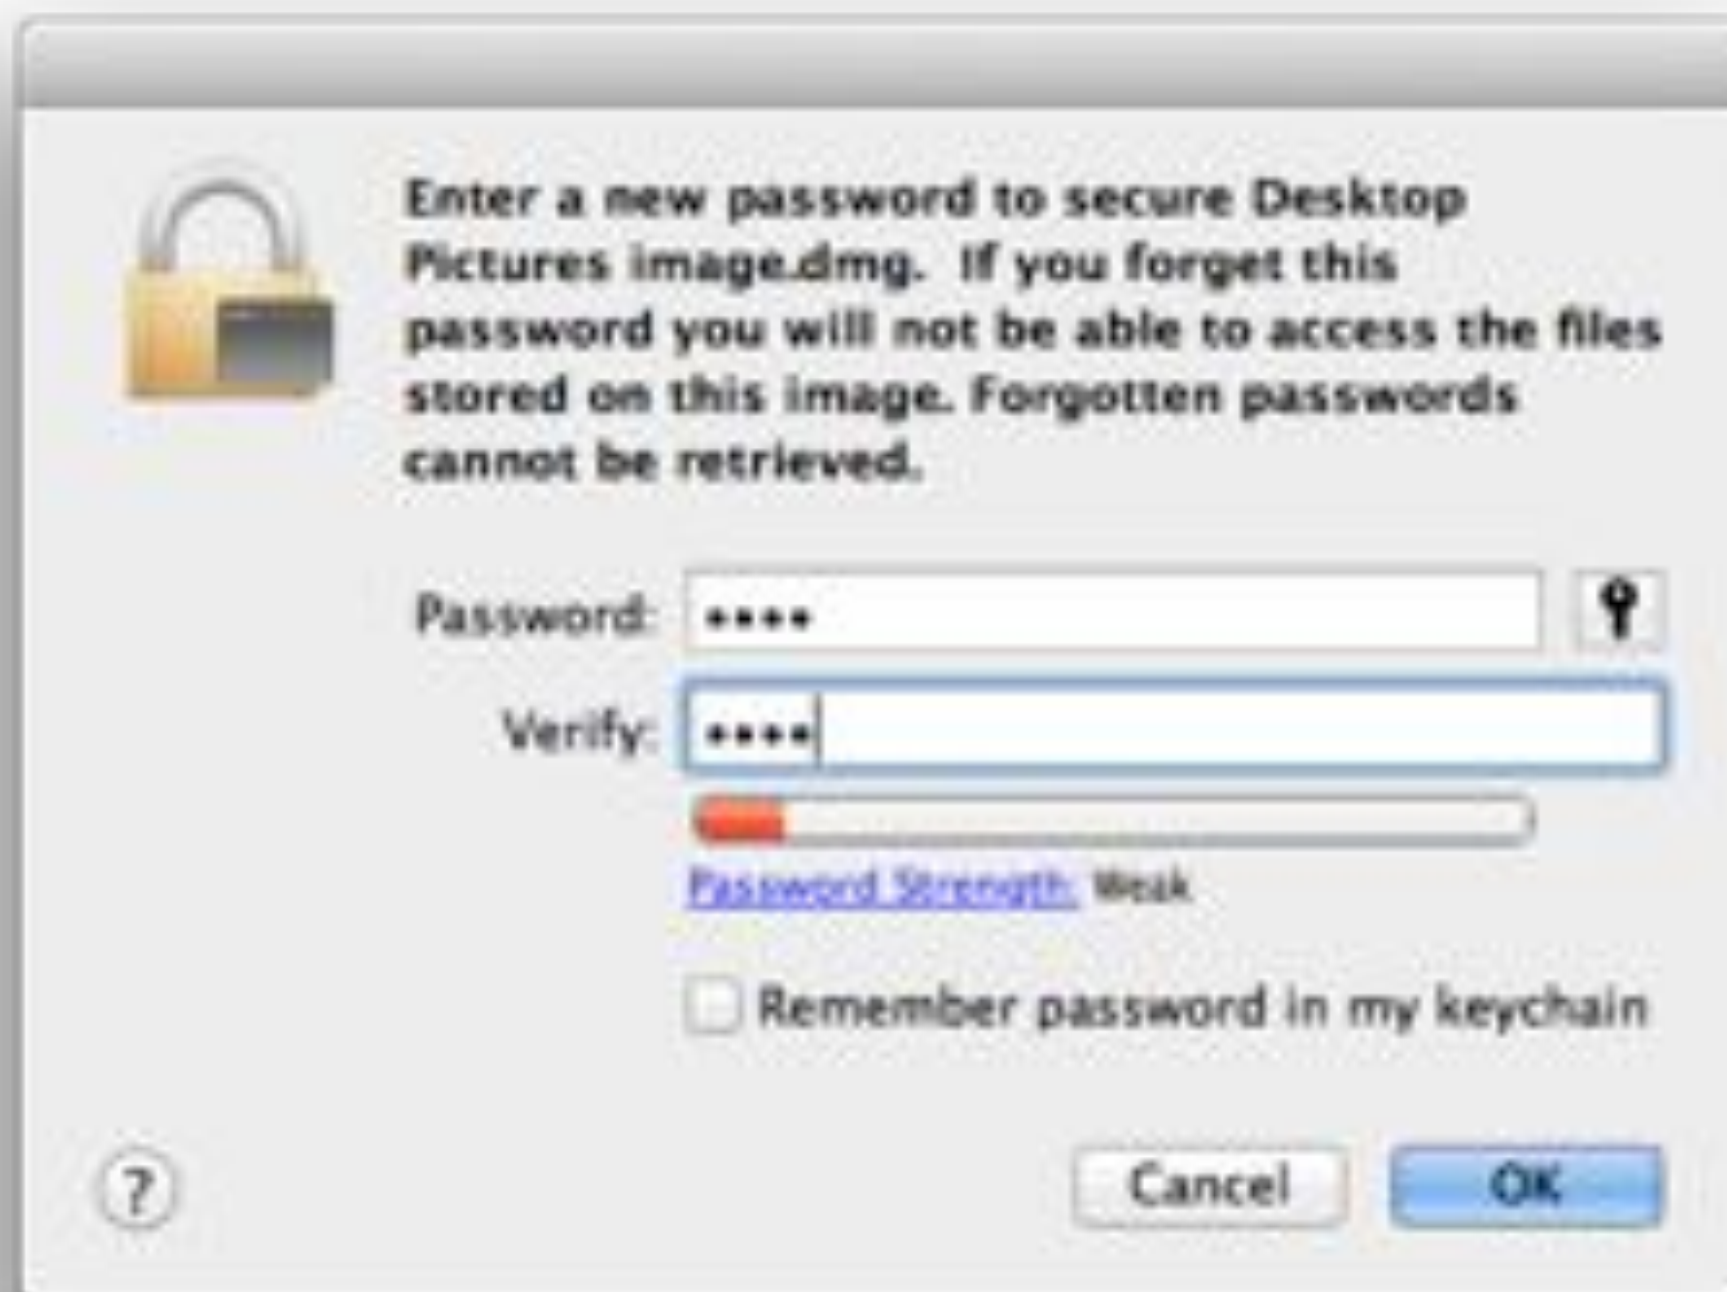 Enter a new password to secure Desktop
Pictures image.dmg. If you forget this
password you will not be able to access the files
stored on this image. Forgotten passwords
cannot be retrieved.
Password: ••••
Verify: ••••
Password Strength: Weak
Remember password in my keychain
?
Cancel
OK